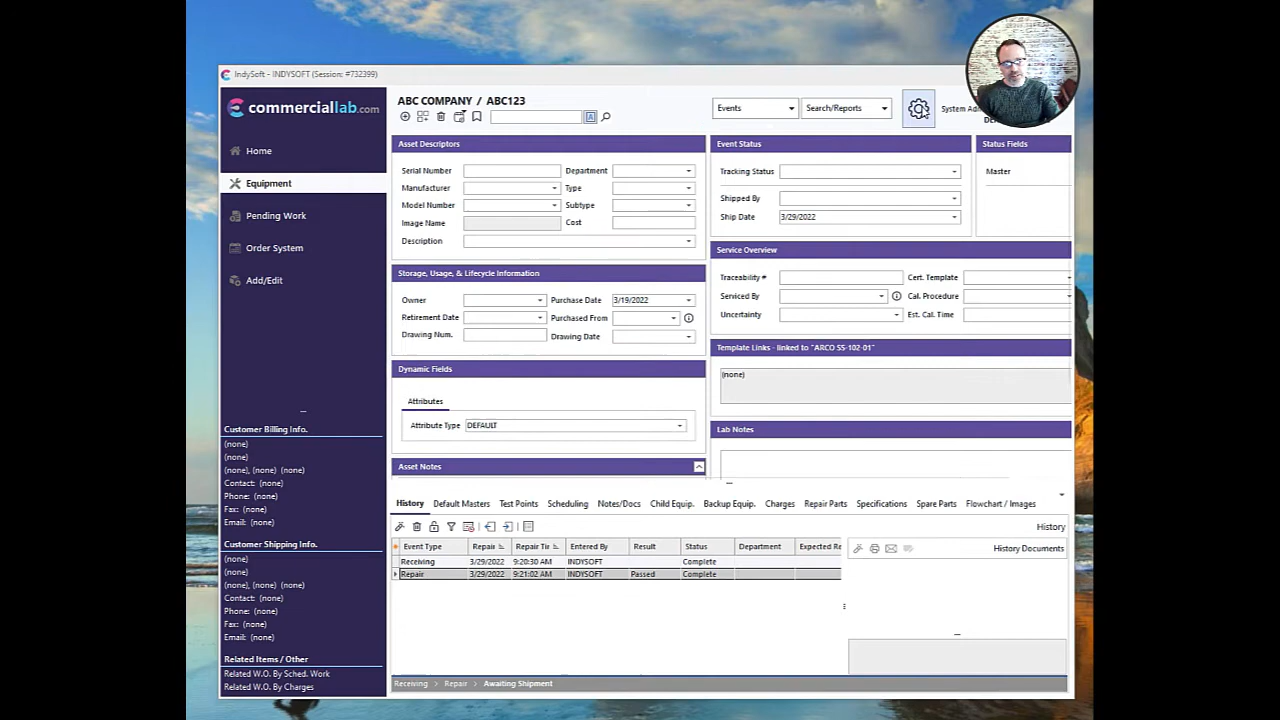 IndySoft - INDYSOFT (Session: #732399)
commerciallab.com
Home
Equipment
Pending Work
Order System
Add/Edit
Customer Billing Info.
(none)
(none)
(none), (none) (none)
Contact: (none)
Phone: (none)
Fax: (none)
Email: (none)
Customer Shipping Info.
(none)
(none)
(none), (none) (none)
Contact: (none)
Phone: (none)
Fax: (none)
Email: (none)
Related Items / Other
Related W.O. By Sched. Work
Related W.O. By Charges
ABC COMPANY / ABC123
Events
Search/Reports
System Ad
Asset Descriptors
Serial Number
Department
Manufacturer
Type
Model Number
Subtype
Image Name
Cost
Description
Storage, Usage, & Lifecycle Information
Owner
Purchase Date 3/19/2022
Retirement Date
Purchased From
Drawing Num.
Drawing Date
Dynamic Fields
Attributes
Attribute Type DEFAULT
Asset Notes
Event Status
Tracking Status
Shipped By
Ship Date 3/29/2022
Status Fields
Master
Service Overview
Traceability #
Cert. Template
Serviced By
Cal. Procedure
Uncertainty
Est. Cal. Time
Template Links - linked to "ARCO SS-102-01"
(none)
Lab Notes
History Default Masters Test Points Scheduling Notes/Docs Child Equip. Backup Equip. Charges Repair Parts Specifications Spare Parts Flowchart / Images
History
Event Type Repair Repair Tir Entered By Result Status Department Expected Re
Receiving 3/29/2022 9:20:30 AM INDYSOFT Complete
Repair 3/29/2022 9:21:02 AM INDYSOFT Passed Complete
History Documents
Receiving > Repair > Awaiting Shipment